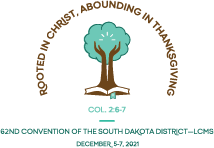 ROOTED IN CHRIST, ABOUNDING IN THANKSGIVING
COL. 2:6-7
62ND CONVENTION OF THE SOUTH DAKOTA DISTRICT—LCMS
DECEMBER 5-7, 2021